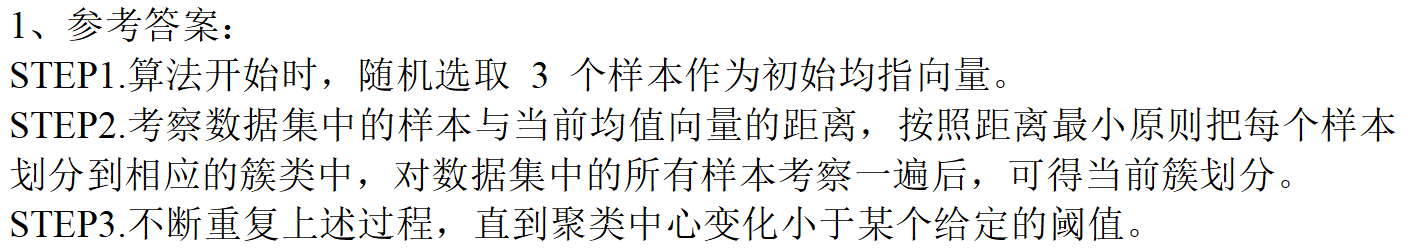 1、参考答案：
STEP1.算法开始时，随机选取 3 个样本作为初始均指向量。
STEP2.考察数据集中的样本与当前均值向量的距离，按照距离最小原则把每个样本
划分到相应的簇类中，对数据集中的所有样本考察一遍后，可得当前簇划分。
STEP3.不断重复上述过程，直到聚类中心变化小于某个给定的阈值。